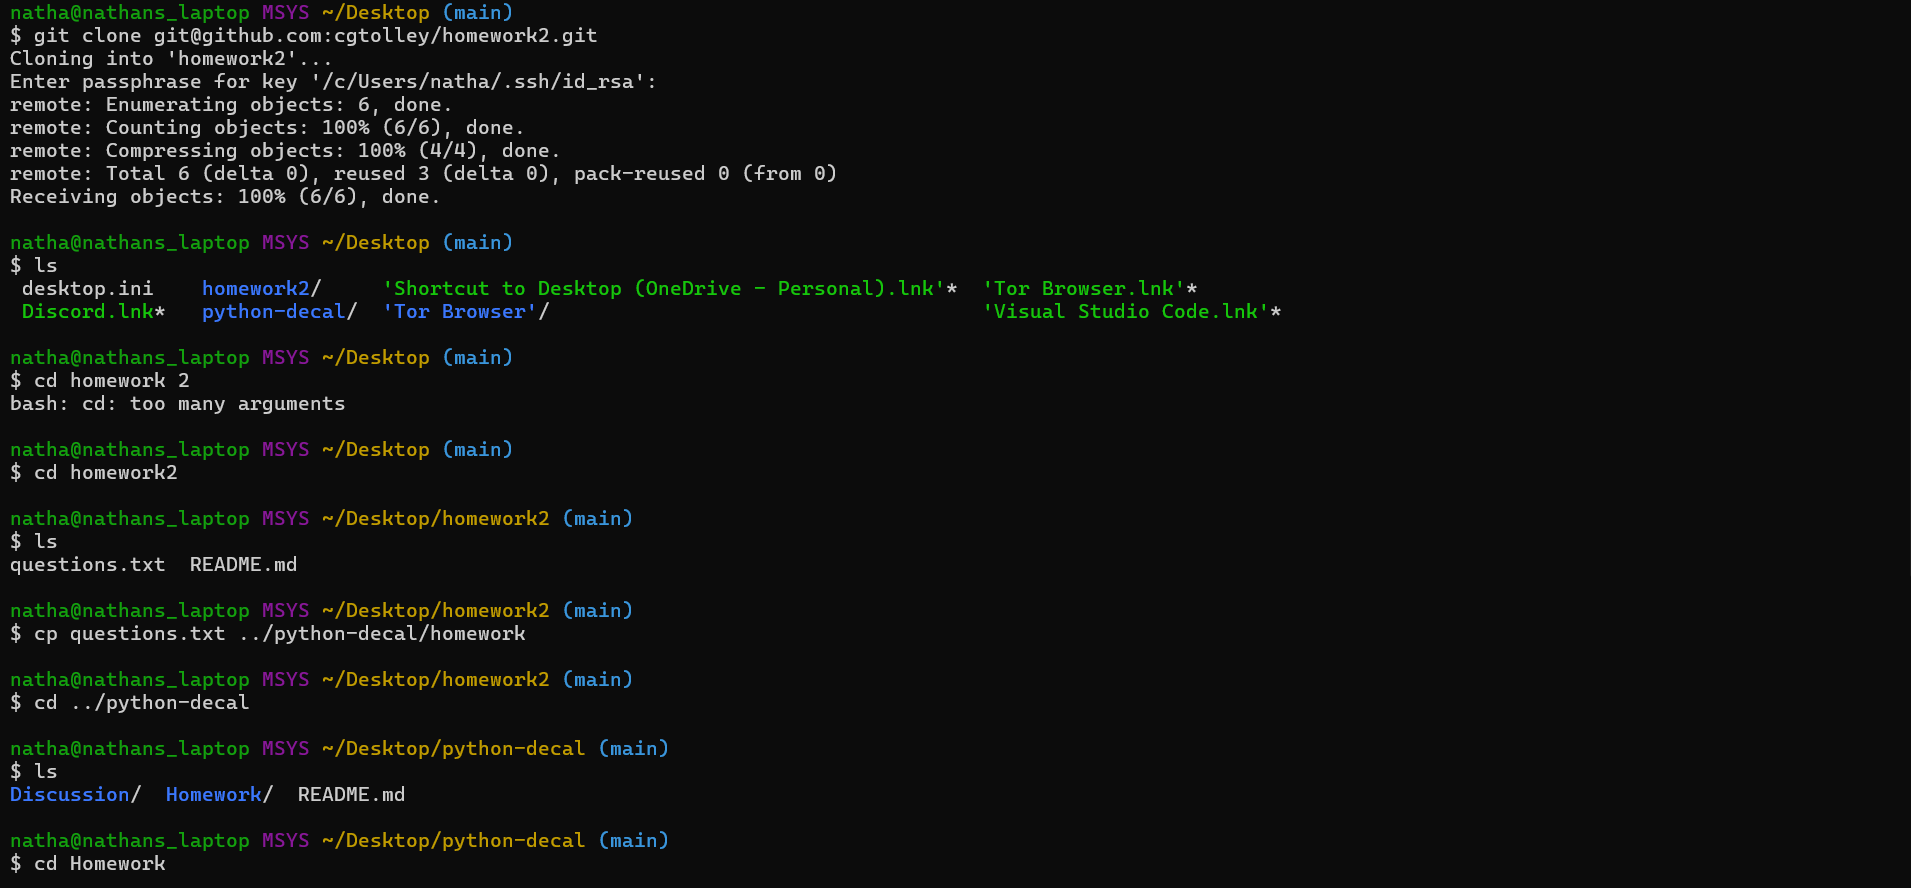 natha@nathans_laptop MSYS ~/Desktop (main)
$ git clone git@github.com:cgtolley/homework2.git
Cloning into 'homework2'...
Enter passphrase for key '/c/Users/natha/.ssh/id_rsa':
remote: Enumerating objects: 6, done.
remote: Counting objects: 100% (6/6), done.
remote: Compressing objects: 100% (4/4), done.
remote: Total 6 (delta 0), reused 3 (delta 0), pack-reused 0 (from 0)
Receiving objects: 100% (6/6), done.

natha@nathans_laptop MSYS ~/Desktop (main)
$ ls
 desktop.ini    homework2/     'Shortcut to Desktop (OneDrive - Personal).lnk'*  'Tor Browser.lnk'*
 Discord.lnk*   python-decal/  'Tor Browser'/                                    'Visual Studio Code.lnk'*

natha@nathans_laptop MSYS ~/Desktop (main)
$ cd homework 2
bash: cd: too many arguments

natha@nathans_laptop MSYS ~/Desktop (main)
$ cd homework2

natha@nathans_laptop MSYS ~/Desktop/homework2 (main)
$ ls
questions.txt  README.md

natha@nathans_laptop MSYS ~/Desktop/homework2 (main)
$ cp questions.txt ../python-decal/homework

natha@nathans_laptop MSYS ~/Desktop/homework2 (main)
$ cd ../python-decal

natha@nathans_laptop MSYS ~/Desktop/python-decal (main)
$ ls
Discussion/  Homework/  README.md

natha@nathans_laptop MSYS ~/Desktop/python-decal (main)
$ cd Homework